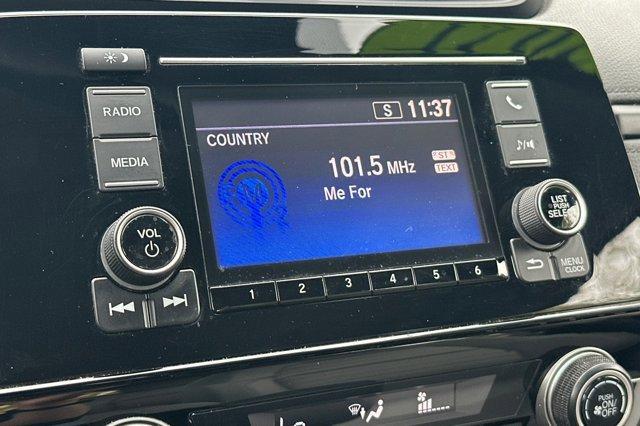 S 11:37
RADIO
COUNTRY
101.5 MHz
ST
MEDIA
Me For
TEXT
VOL
LIST
PUSH
SELECT
MENU
CLOCK
1 2 3 4 5 6
PUSH
ON/
OFF